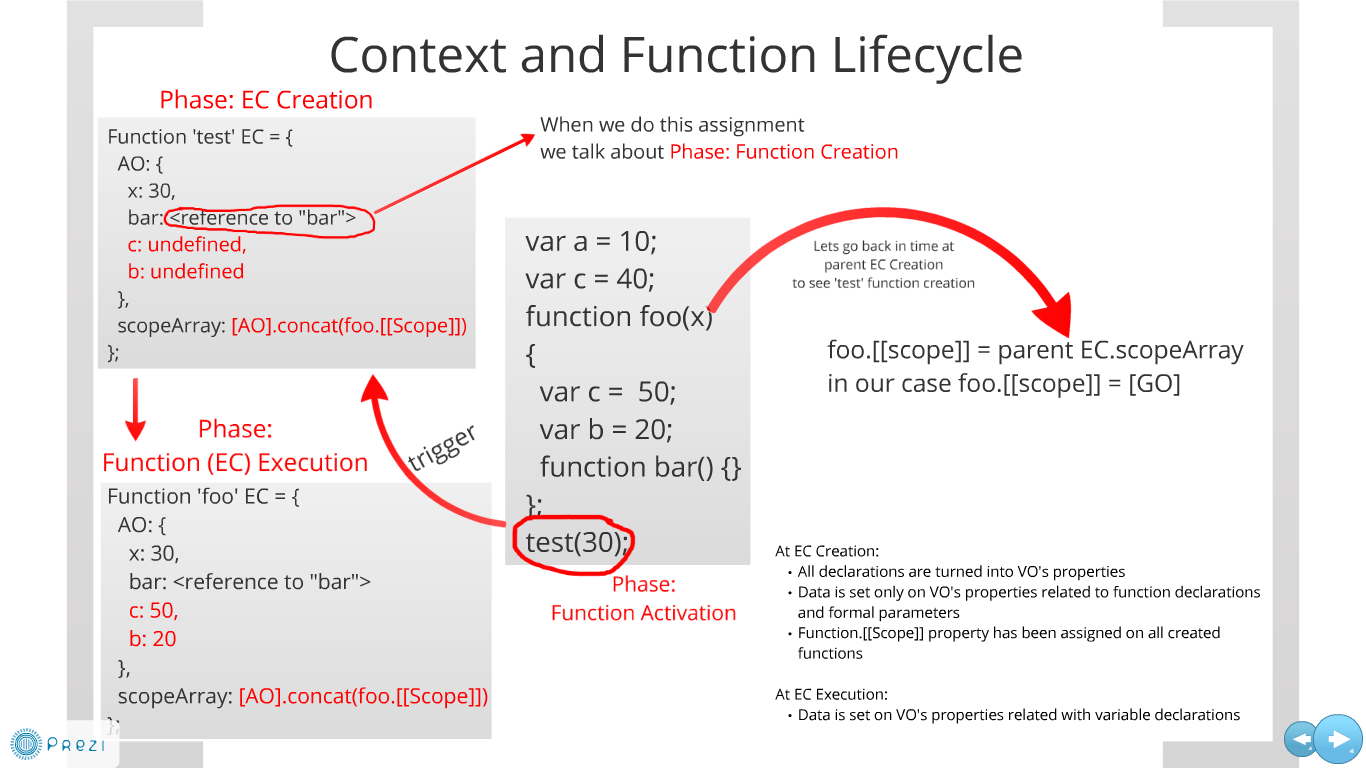 Context and Function Lifecycle
Phase: EC Creation
Function 'test' EC = {
AO: {
x: 30,
bar: <reference to "bar">
c: undefined,
b: undefined
},
scopeArray: [AO].concat(foo.[[Scope]])
};
When we do this assignment
we talk about Phase: Function Creation
var a = 10;
var c = 40;
function foo(x)
{
var c =  50;
var b = 20;
function bar() {}
};
test(30);
Phase:
Function Activation
trigger
Lets go back in time at
parent EC Creation
to see 'test' function creation
foo.[[scope]] = parent EC.scopeArray
in our case foo.[[scope]] = [GO]
Phase:
Function (EC) Execution
Function 'foo' EC = {
AO: {
x: 30,
bar: <reference to "bar">
c: 50,
b: 20
},
scopeArray: [AO].concat(foo.[[Scope]])
};
At EC Creation:
• All declarations are turned into VO's properties
• Data is set only on VO's properties related to function declarations
and formal parameters
• Function.[[Scope]] property has been assigned on all created
functions
At EC Execution:
• Data is set on VO's properties related with variable declarations
Prezi